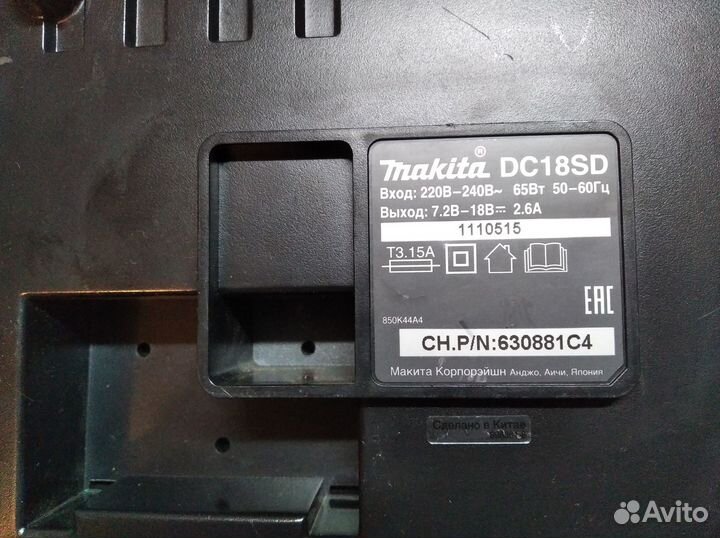 makita® DC18SD
Вход: 220В–240В~ 65Вт 50–60Гц
Выход: 7.2В–18В⎓ 2.6А
1110515
T3.15A
EAC
850K44A4
CH.P/N:630881C4
Макита Корпорэйшн Анджо, Аичи, Япония
Сделано в Китае
Avito